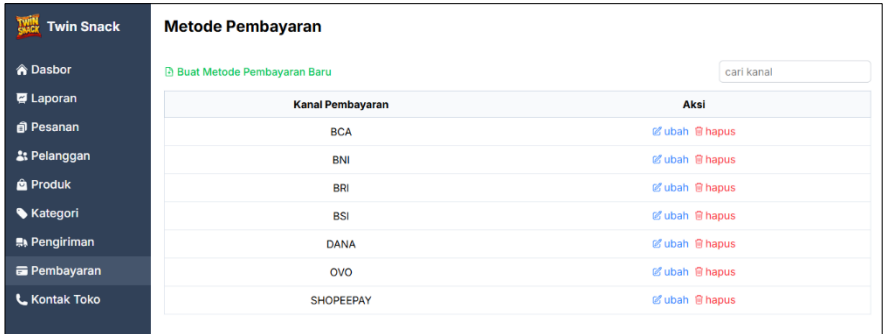 TWIN SNACK
Twin Snack
Dasbor
Laporan
Pesanan
Pelanggan
Produk
Kategori
Pengiriman
Pembayaran
Kontak Toko
Metode Pembayaran
Buat Metode Pembayaran Baru
cari kanal
Kanal Pembayaran Aksi
BCA ubah hapus
BNI ubah hapus
BRI ubah hapus
BSI ubah hapus
DANA ubah hapus
OVO ubah hapus
SHOPEEPAY ubah hapus